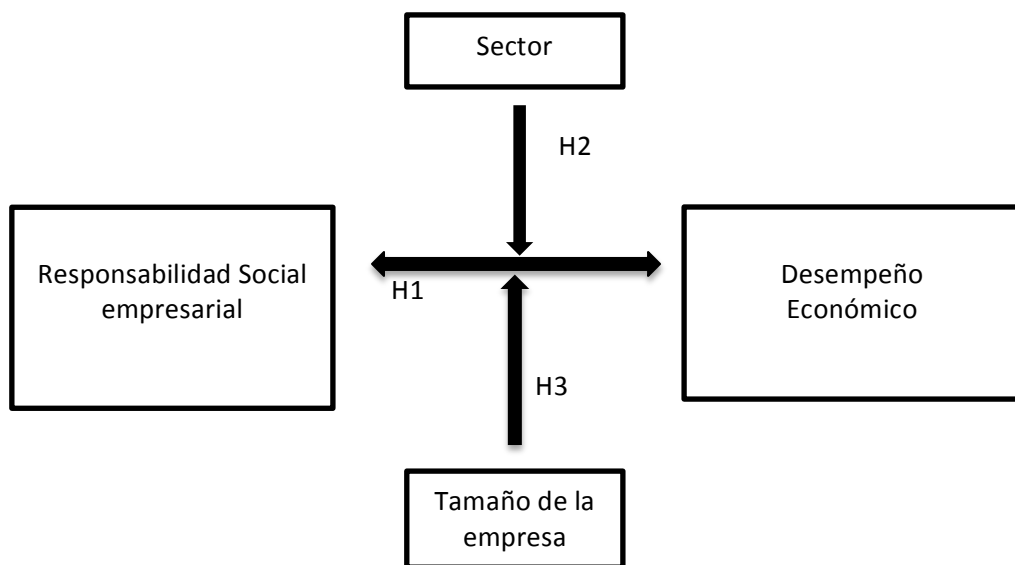 Sector
H2
Responsabilidad Social
empresarial
H1
Desempeño
Económico
H3
Tamaño de la
empresa